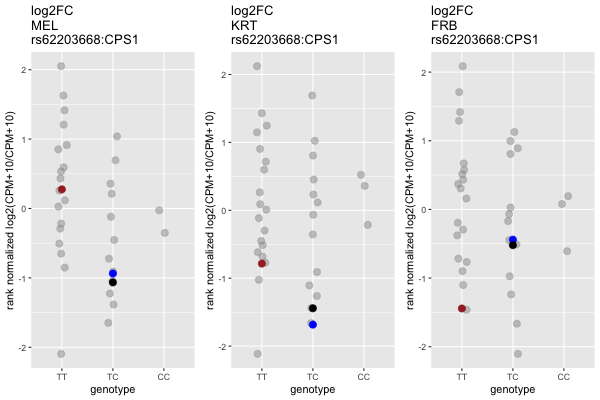 log2FC
MEL
rs62203668:CPS1
rank normalized log2(CPM+10/CPM+10)
2
1
0
-1
-2
TT
TC
CC
genotype
log2FC
KRT
rs62203668:CPS1
rank normalized log2(CPM+10/CPM+10)
2
1
0
-1
-2
TT
TC
CC
genotype
log2FC
FRB
rs62203668:CPS1
rank normalized log2(CPM+10/CPM+10)
2
1
0
-1
-2
TT
TC
CC
genotype